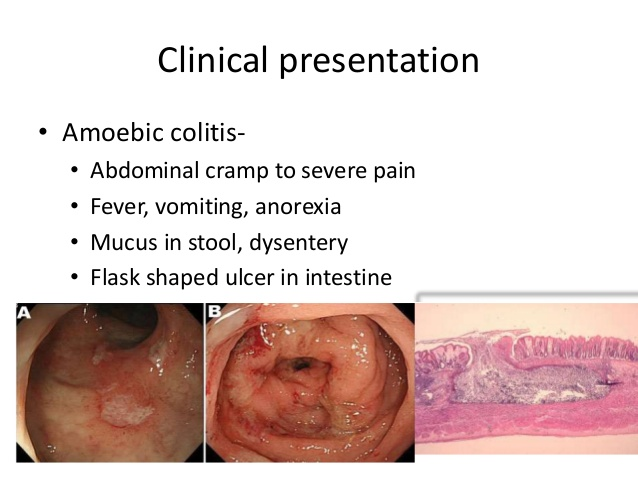 Clinical presentation
• Amoebic colitis-
• Abdominal cramp to severe pain
• Fever, vomiting, anorexia
• Mucus in stool, dysentery
• Flask shaped ulcer in intestine
A
B